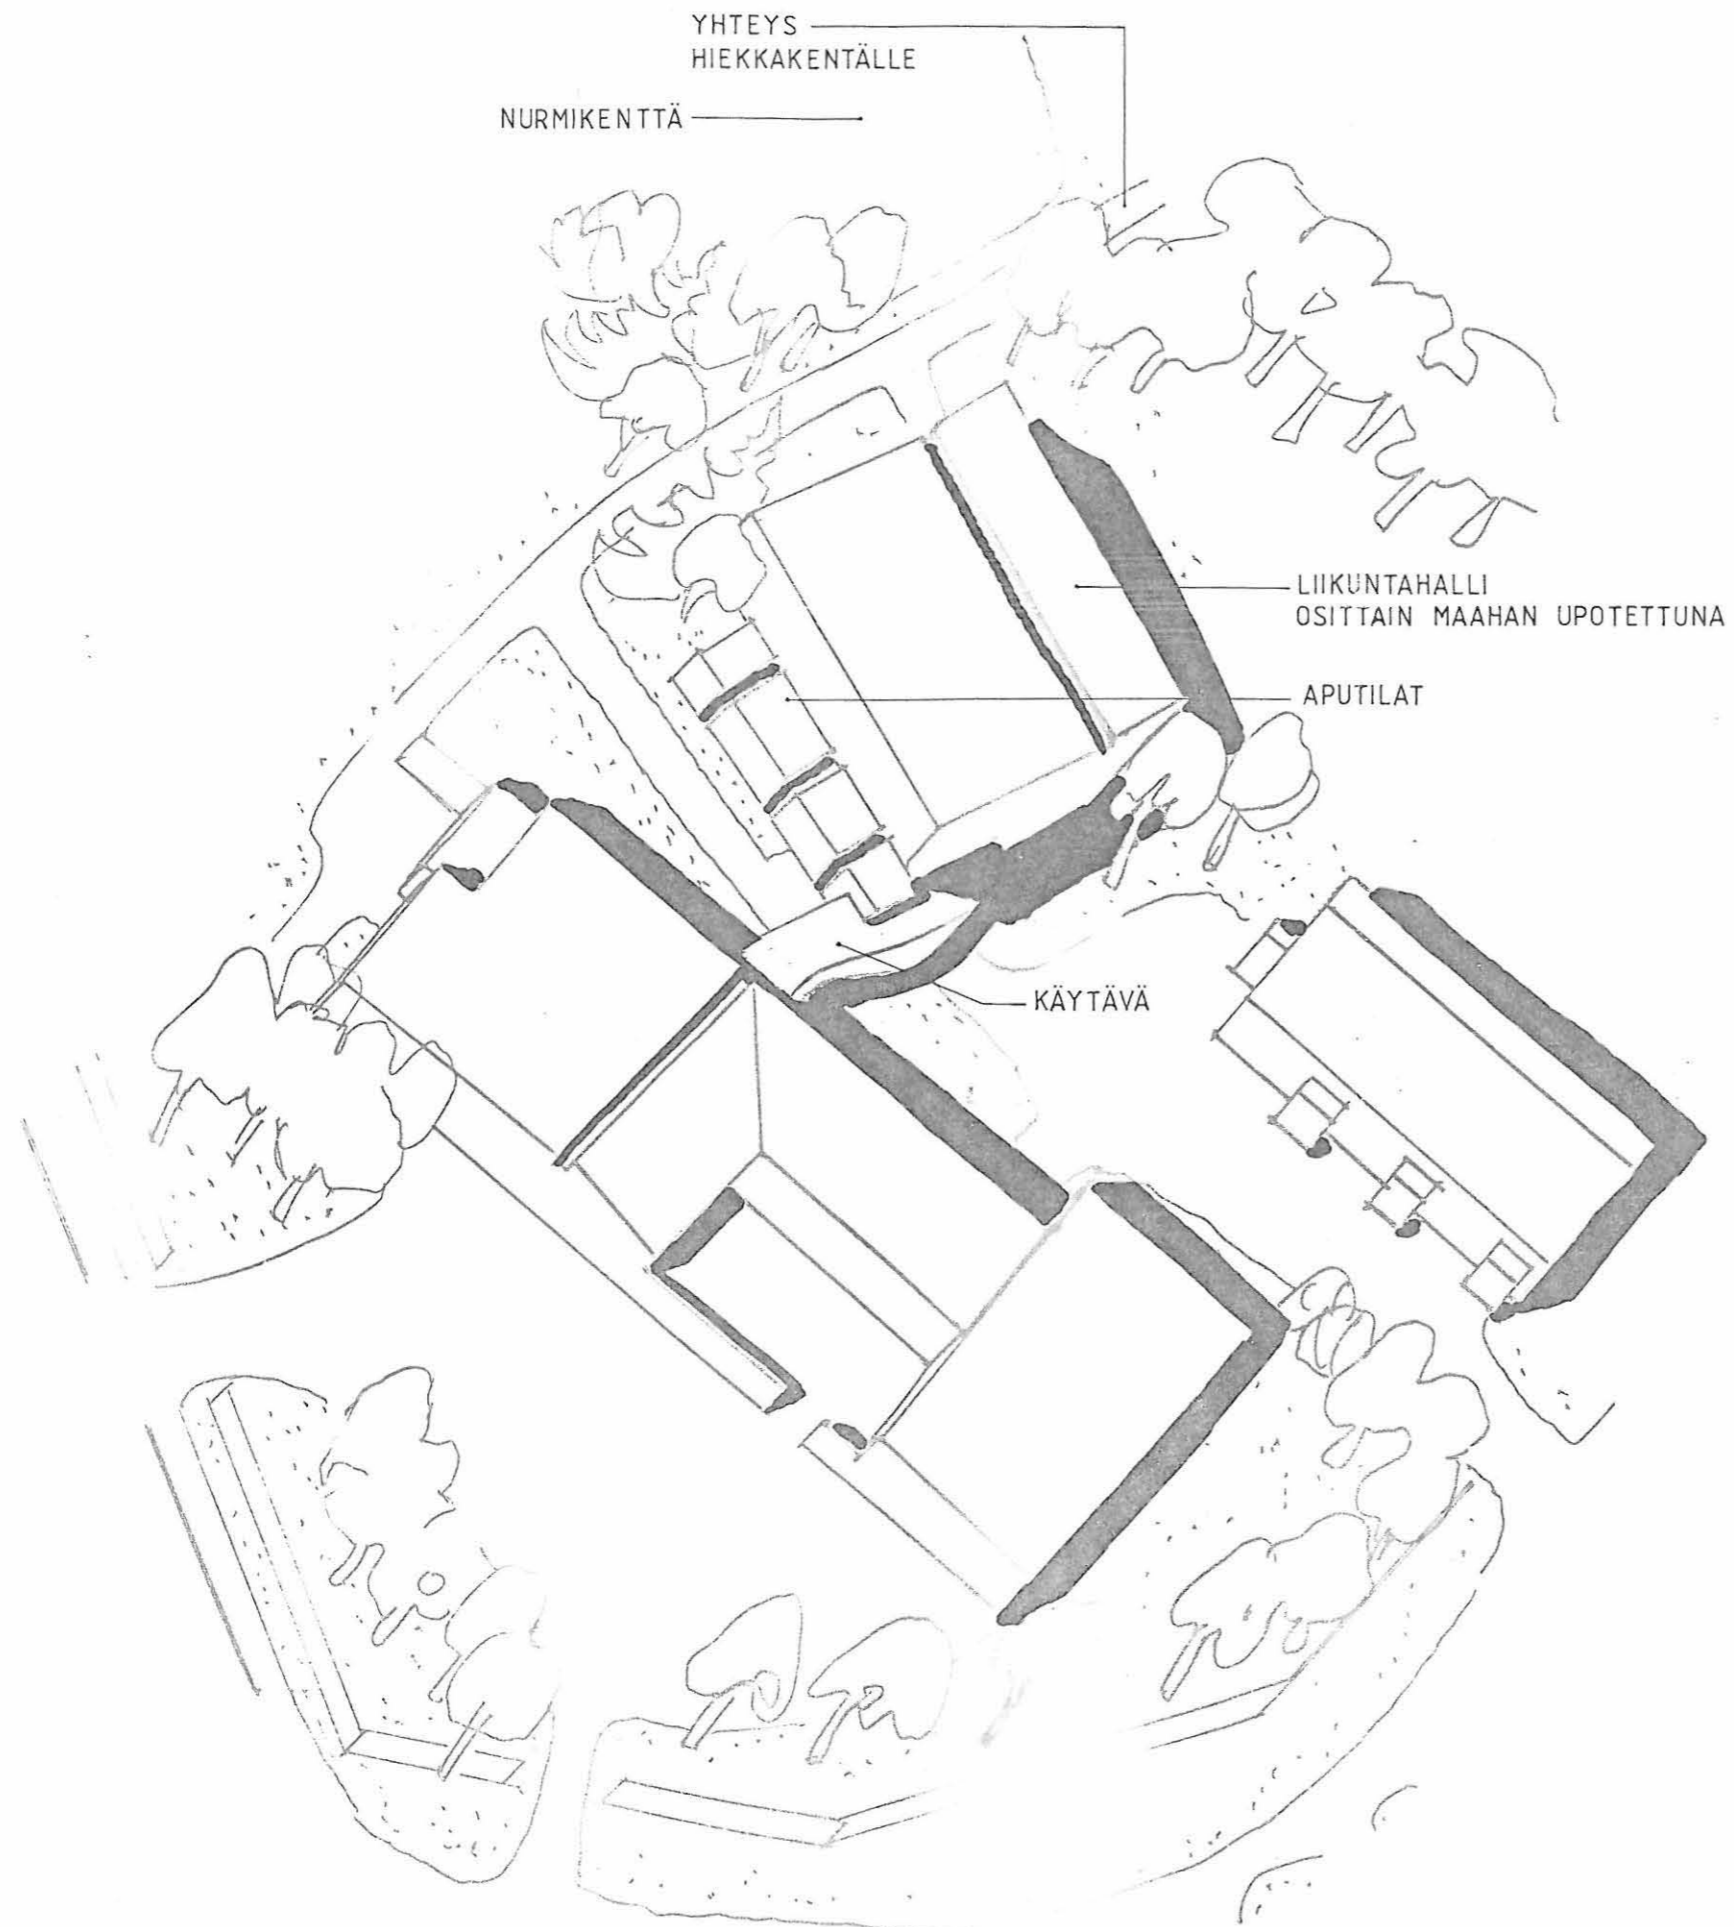 YHTEYS
HIEKKAKENTÄLLE
NURMIKENTTÄ
LIIKUNTAHALLI
OSITTAIN MAAHAN UPOTETTUNA
APUTILAT
KÄYTÄVÄ